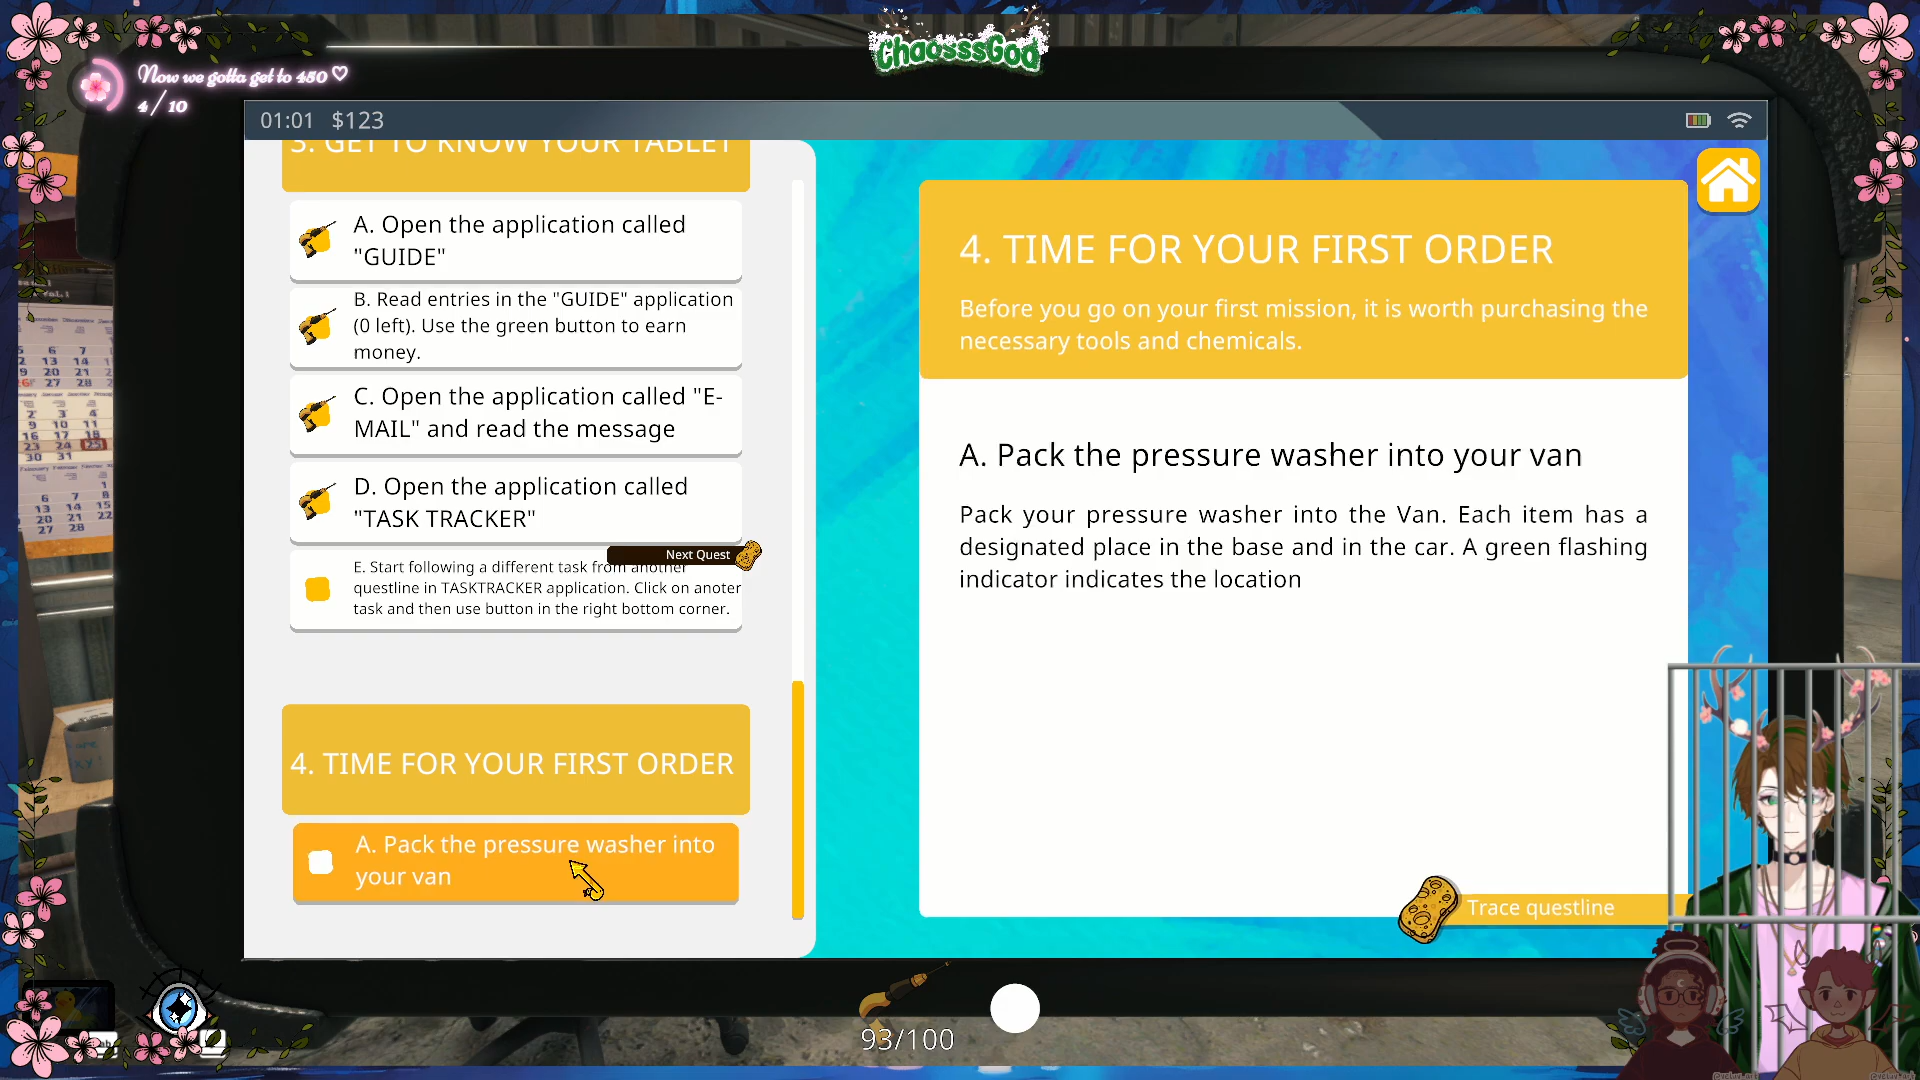 ChaosssGod
Now we gotta get to 450
4 / 10
01:01 $123
3. GET TO KNOW YOUR TABLET
A. Open the application called
"GUIDE"
B. Read entries in the "GUIDE" application
(0 left). Use the green button to earn
money.
C. Open the application called "E-
MAIL" and read the message
D. Open the application called
"TASK TRACKER"
Next Quest
E. Start following a different task from another
questline in TASKTRACKER application. Click on anoter
task and then use button in the right bottom corner.
4. TIME FOR YOUR FIRST ORDER
A. Pack the pressure washer into
your van
4. TIME FOR YOUR FIRST ORDER
Before you go on your first mission, it is worth purchasing the
necessary tools and chemicals.
A. Pack the pressure washer into your van
Pack your pressure washer into the Van. Each item has a
designated place in the base and in the car. A green flashing
indicator indicates the location
Trace questline
93/100